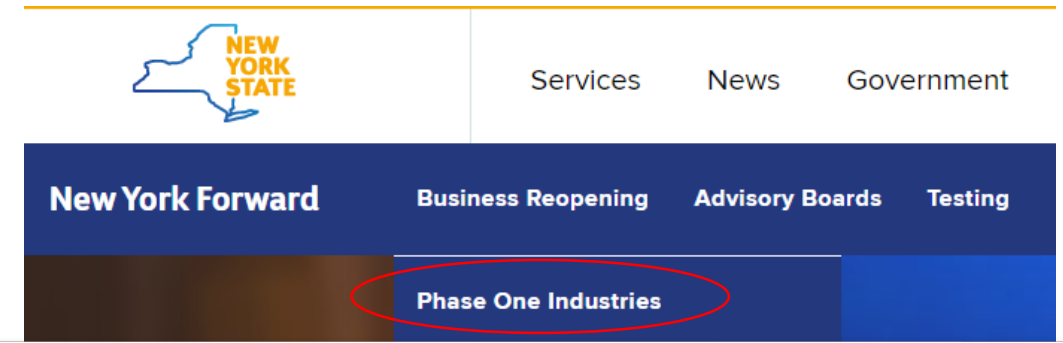 NEW
YORK
STATE
Services News Government
New York Forward Business Reopening Advisory Boards Testing
Phase One Industries